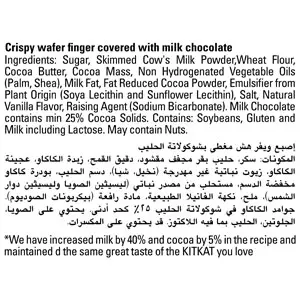 Crispy wafer finger covered with milk chocolate
Ingredients: Sugar, Skimmed Cow's Milk Powder,Wheat Flour,
Cocoa Butter, Cocoa Mass, Non Hydrogenated Vegetable Oils
(Palm, Shea), Milk Fat, Fat Reduced Cocoa Powder, Emulsifier from
Plant Origin (Soya Lecithin and Sunflower Lecithin), Salt, Natural
Vanilla Flavor, Raising Agent (Sodium Bicarbonate). Milk Chocolate
contains min 25% Cocoa Solids. Contains: Soybeans, Gluten and
Milk including Lactose. May contain Nuts.
إصبع ويفر هش مغطى بشوكولاتة الحليب
المكونات: سكر، حليب بقر مجفف مقشود، دقيق القمح، زبدة الكاكاو، عجينة
الكاكاو، زيوت نباتية غير مهدرجة (نخيل، شيا)، دسم الحليب، بودرة كاكاو
مخفضة الدسم، مستحلب من مصدر نباتي (ليسيثين الصويا وليسيثين دوار
الشمس)، ملح، نكهة الفانيليا الطبيعية، مادة رافعة (بيكربونات الصوديوم).
جوامد الكاكاو في شوكولاتة الحليب ٢٥٪ كحد أدنى. يحتوي على الصويا،
الجلوتين، الحليب بما فيه اللاكتوز. قد يحتوي على المكسرات.
*We have increased milk by 40% and cocoa by 5% in the recipe and
maintained d the same great taste of the KITKAT you love